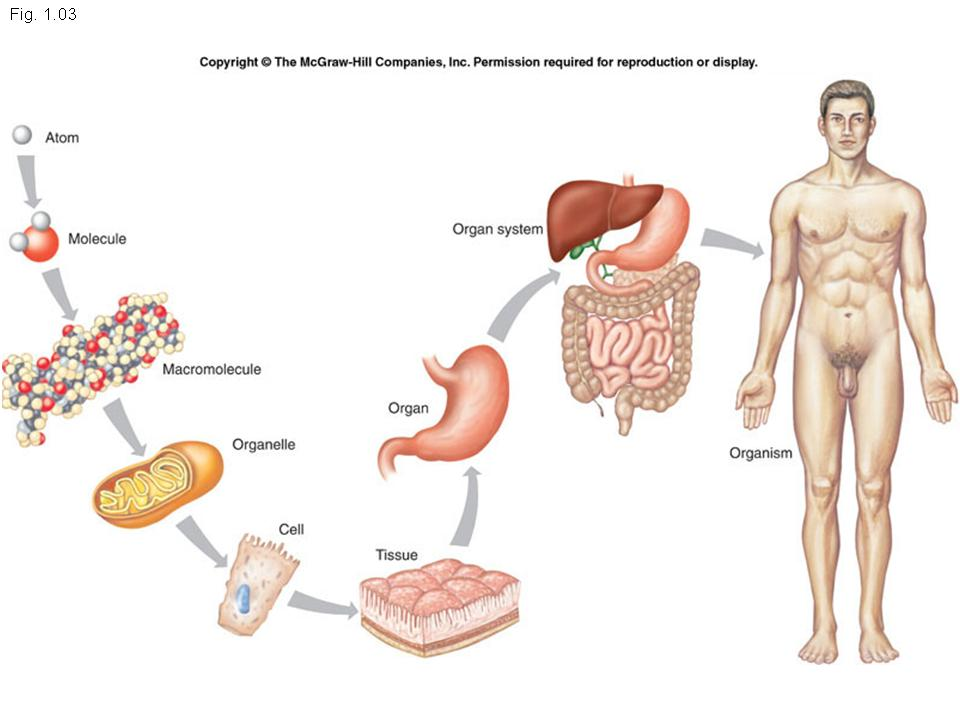 Fig. 1.03
Copyright © The McGraw-Hill Companies, Inc. Permission required for reproduction or display.
Atom
Molecule
Macromolecule
Organelle
Cell
Tissue
Organ
Organ system
Organism